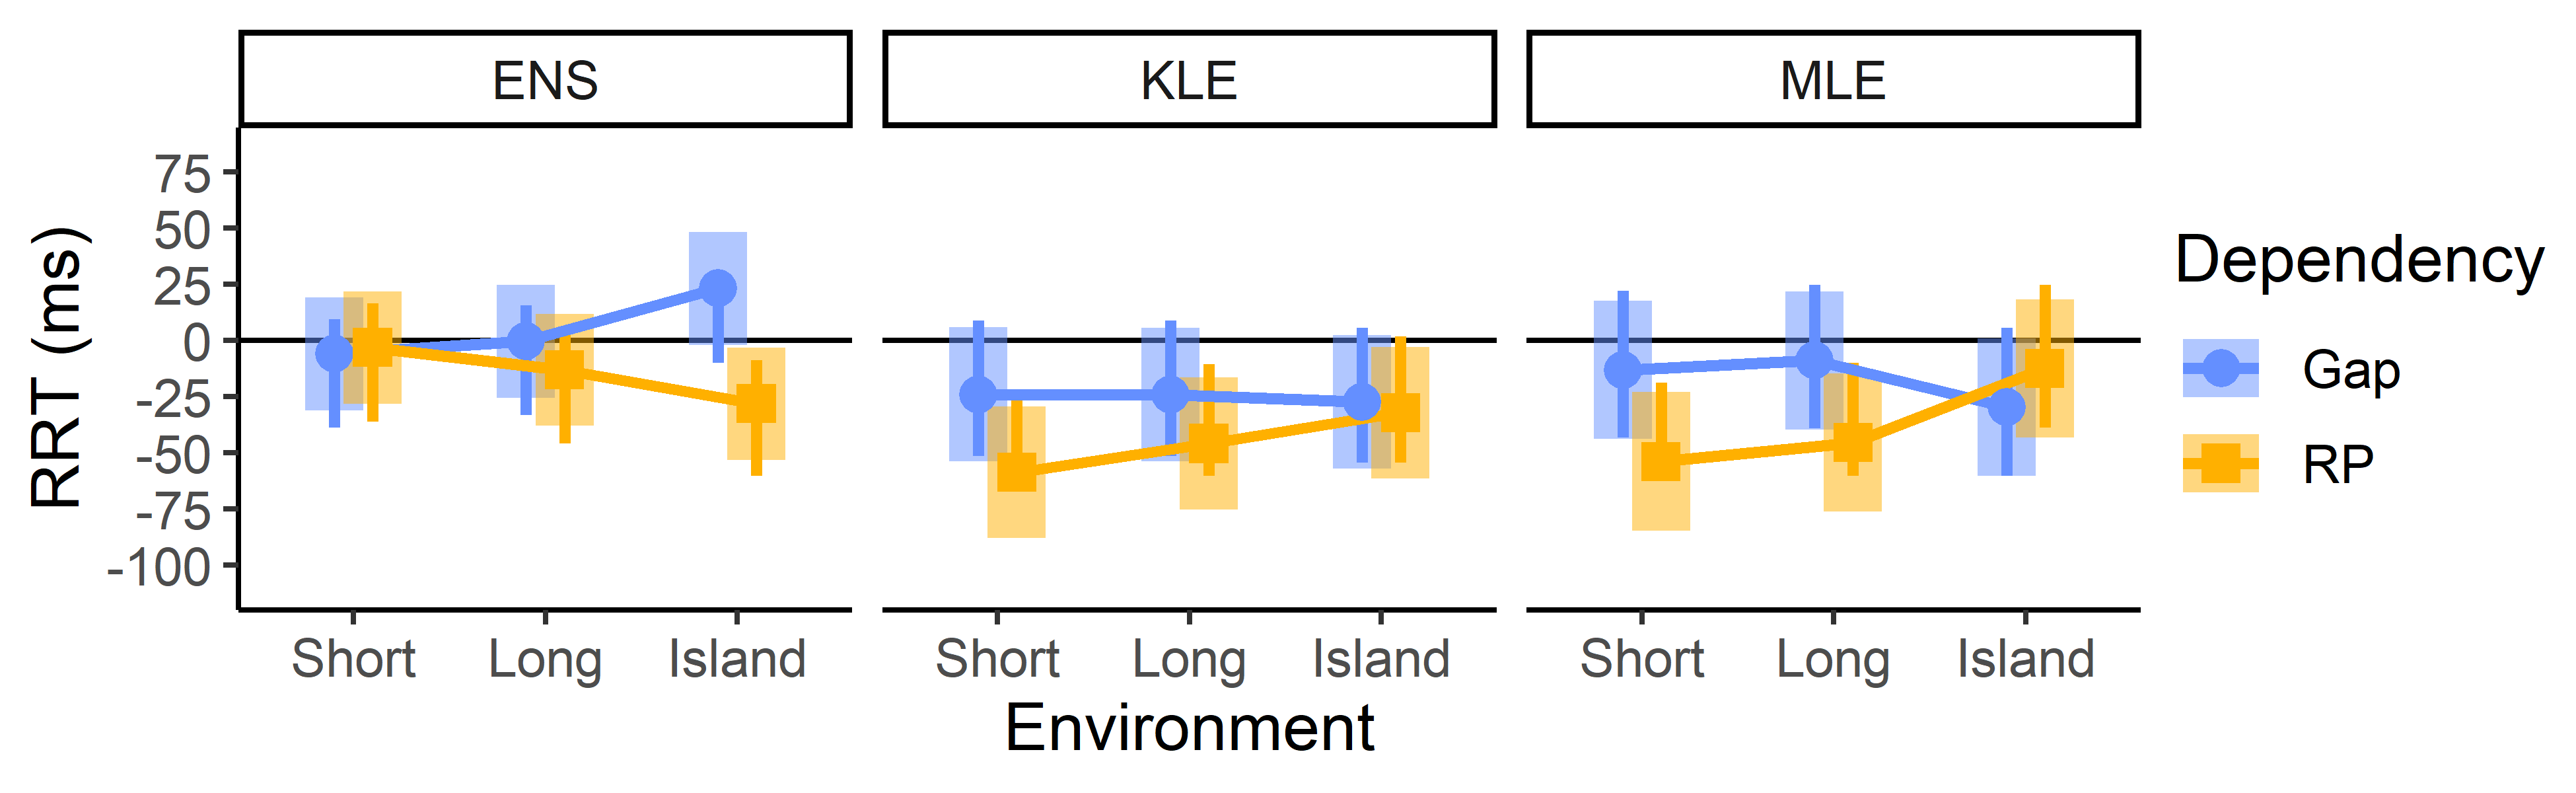 ENS KLE MLE
75
50
25
0
-25
-50
-75
-100
RRT (ms)
Short Long Island Short Long Island Short Long Island
Environment
Dependency
Gap
RP